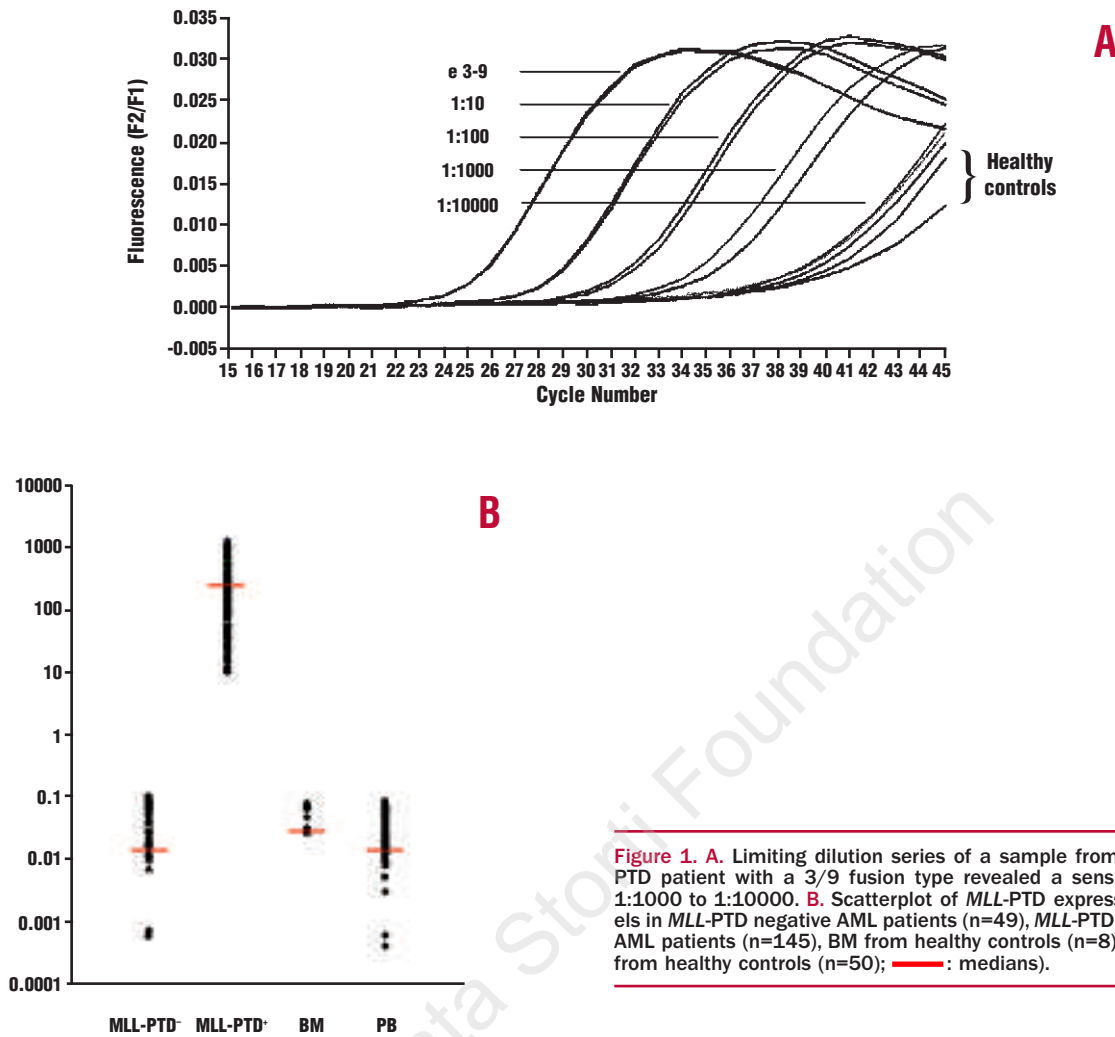 A
0.035
0.030
0.025
0.020
0.015
0.010
0.005
0.000
-0.005
Fluorescence (F2/F1)
e 3-9
1:10
1:100
1:1000
1:10000
Healthy
controls
15 16 17 18 19 20 21 22 23 24 25 26 27 28 29 30 31 32 33 34 35 36 37 38 39 40 41 42 43 44 45
Cycle Number
B
10000
1000
100
10
1
0.1
0.01
0.001
0.0001
MLL-PTD⁻ MLL-PTD⁺ BM PB
Figure 1. A. Limiting dilution series of a sample from
PTD patient with a 3/9 fusion type revealed a sens
1:1000 to 1:10000. B. Scatterplot of MLL-PTD express
els in MLL-PTD negative AML patients (n=49), MLL-PTD
AML patients (n=145), BM from healthy controls (n=8)
from healthy controls (n=50); : medians).
ta Storti Foundation